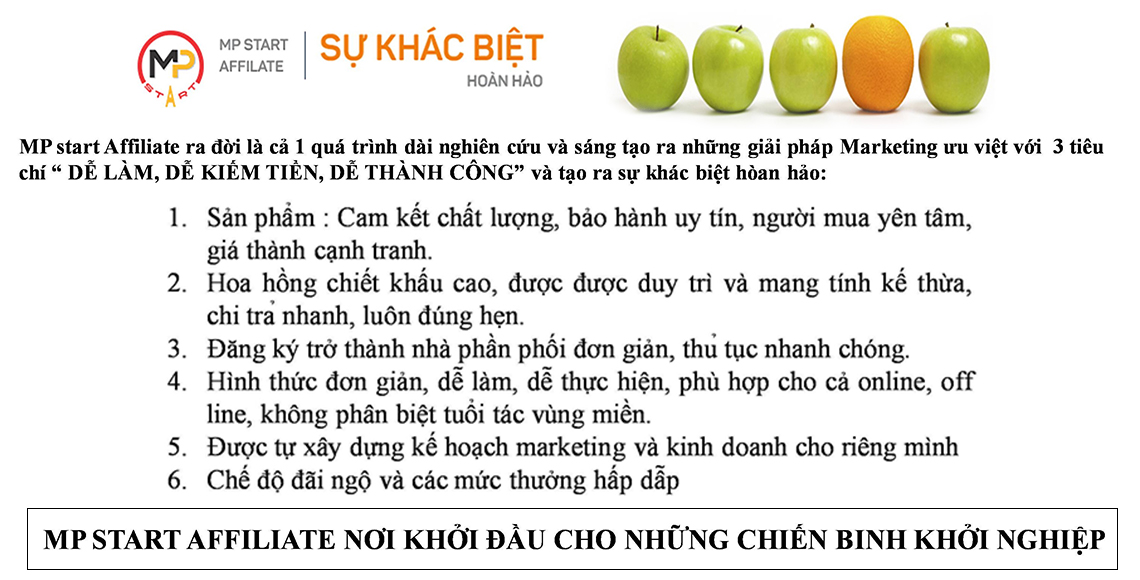 MP
START
MP START
AFFILATE
SỰ KHÁC BIỆT
HOÀN HẢO
MP start Affiliate ra đời là cả 1 quá trình dài nghiên cứu và sáng tạo ra những giải pháp Marketing ưu việt với 3 tiêu
chí “ DỄ LÀM, DỄ KIẾM TIỀN, DỄ THÀNH CÔNG” và tạo ra sự khác biệt hòan hảo:
1. Sản phẩm : Cam kết chất lượng, bảo hành uy tín, người mua yên tâm,
giá thành cạnh tranh.
2. Hoa hồng chiết khấu cao, được được duy trì và mang tính kế thừa,
chi trả nhanh, luôn đúng hẹn.
3. Đăng ký trở thành nhà phần phối đơn giản, thủ tục nhanh chóng.
4. Hình thức đơn giản, dễ làm, dễ thực hiện, phù hợp cho cả online, off
line, không phân biệt tuổi tác vùng miền.
5. Được tự xây dựng kế hoạch marketing và kinh doanh cho riêng mình
6. Chế độ đãi ngộ và các mức thưởng hấp dẫp
MP START AFFILIATE NƠI KHỞI ĐẦU CHO NHỮNG CHIẾN BINH KHỞI NGHIỆP